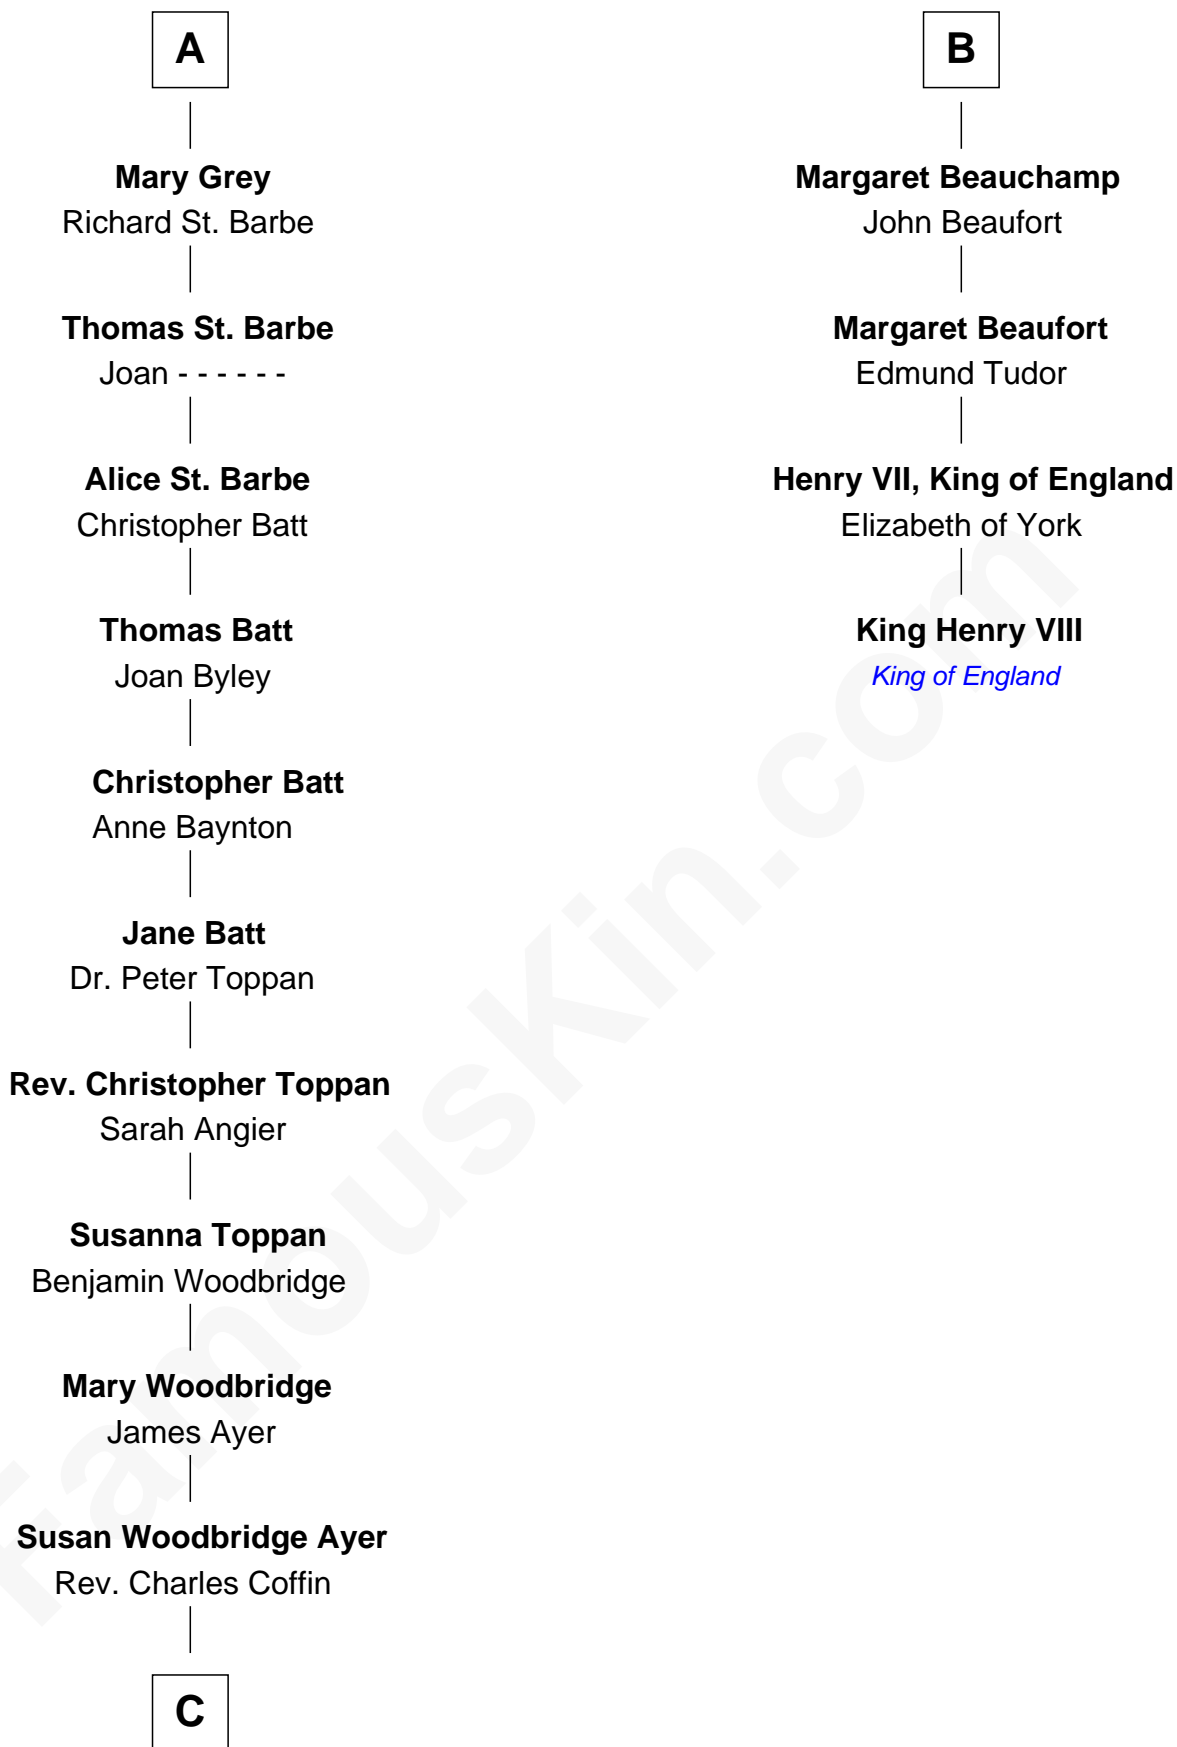 A
Mary Grey
Richard St. Barbe
Thomas St. Barbe
Joan - - - - - -
Alice St. Barbe
Christopher Batt
Thomas Batt
Joan Byley
Christopher Batt
Anne Baynton
Jane Batt
Dr. Peter Toppan
Rev. Christopher Toppan
Sarah Angier
Susanna Toppan
Benjamin Woodbridge
Mary Woodbridge
James Ayer
Susan Woodbridge Ayer
Rev. Charles Coffin
C
B
Margaret Beauchamp
John Beaufort
Margaret Beaufort
Edmund Tudor
Henry VII, King of England
Elizabeth of York
King Henry VIII
King of England
FamousKin.com